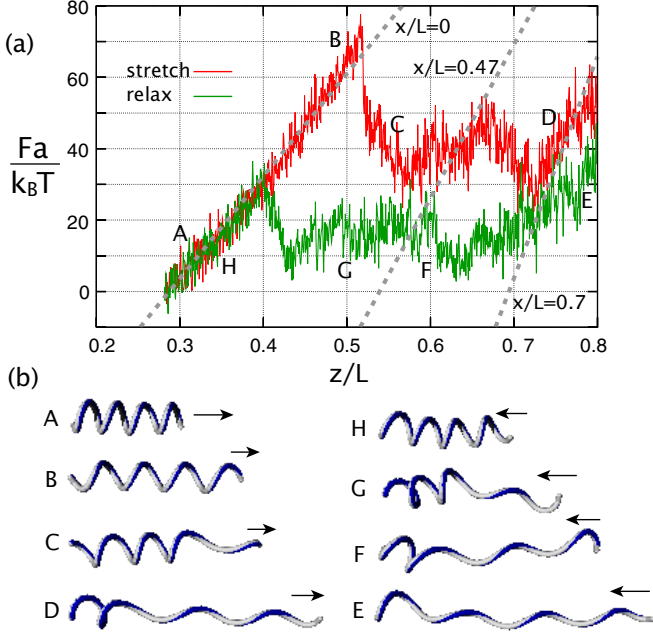 (a)
stretch
relax
Fa
k_BT
80
60
40
20
0
x/L=0
x/L=0.47
x/L=0.7
A
B
C
D
E
F
G
H
0.2 0.3 0.4 0.5 0.6 0. 7 0.8
z/L
(b)
A
B
C
D
H
G
F
E